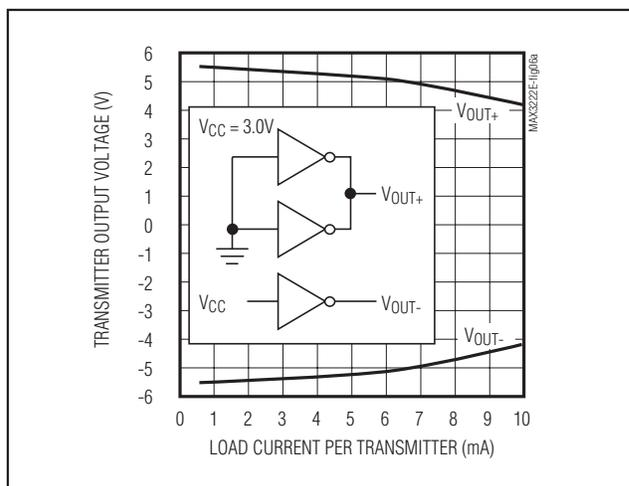 TRANSMITTER OUTPUT VOLTAGE (V)
6
5
4
3
2
1
0
-1
-2
-3
-4
-5
-6
VCC = 3.0V
VOUT+
VCC
VOUT-
VOUT+
VOUT-
MAX3222E-fig06a
0 1 2 3 4 5 6 7 8 9 10
LOAD CURRENT PER TRANSMITTER (mA)